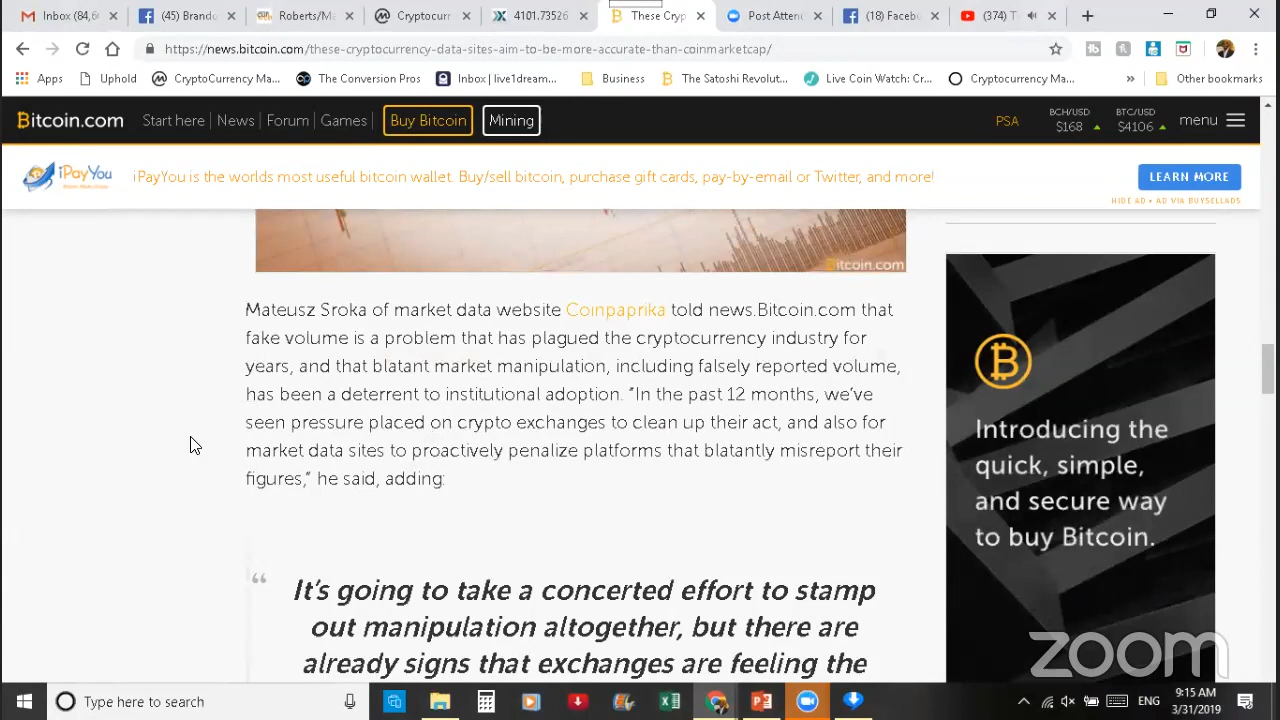 Inbox (84,6
(45) Brando
Roberts/M
Cryptocurr
4101.73526
These Cryp
Post Atten
(18) Facebo
(374) T
https://news.bitcoin.com/these-cryptocurrency-data-sites-aim-to-be-more-accurate-than-coinmarketcap/
Apps
Uphold
CryptoCurrency Ma...
The Conversion Pros
Inbox | live1dream...
Business
The Satoshi Revolut...
Live Coin Watch: Cr...
Cryptocurrency Ma...
»
Other bookmarks
Bitcoin.com
Start here | News | Forum | Games |
Buy Bitcoin
Mining
PSA
BCH/USD
$168
BTC/USD
$4106
menu
iPayYou
iPayYou is the worlds most useful bitcoin wallet. Buy/sell bitcoin, purchase gift cards, pay-by-email or Twitter, and more!
LEARN MORE
HIDE AD • AD VIA BUYSELLADS
Bitcoin.com
Mateusz Sroka of market data website Coinpaprika told news.Bitcoin.com that
fake volume is a problem that has plagued the cryptocurrency industry for
years, and that blatant market manipulation, including falsely reported volume,
has been a deterrent to institutional adoption. “In the past 12 months, we’ve
seen pressure placed on crypto exchanges to clean up their act, and also for
market data sites to proactively penalize platforms that blatantly misreport their
figures,” he said, adding:
“
It’s going to take a concerted effort to stamp
out manipulation altogether, but there are
already signs that exchanges are feeling the
Introducing the
quick, simple,
and secure way
to buy Bitcoin.
zoom
Type here to search
ENG
9:15 AM
3/31/2019